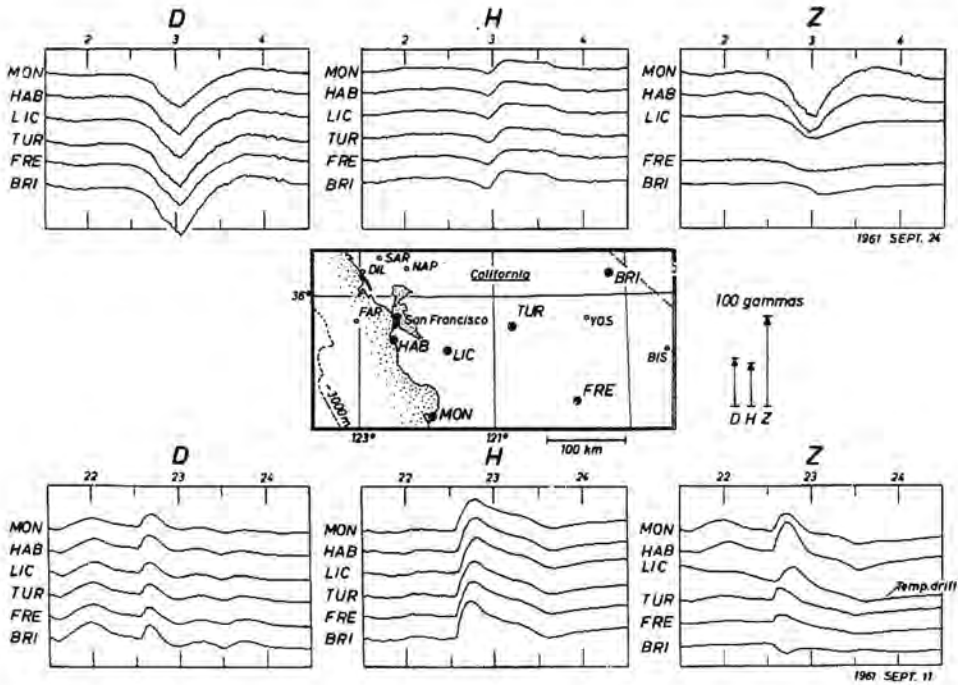 D H Z
2 3 4 2 3 4 2 3 4
MON MON MON
HAB HAB HAB
LIC LIC LIC
TUR TUR
FRE FRE FRE
BRI BRI BRI
1961 SEPT. 24
SAR
DIL NAP California BRI
36°
100 gammas
FAR San Francisco TUR YOS
HAB LIC BIS
FRE
-3000m
MON
D H Z
123° 121°
100 km
D H Z
22 23 24 22 23 26 22 23 24
MON MON MON
HAB HAB HAB
LIC LIC LIC
TUR TUR TUR Temp. drift
FRE FRE FRE
BRI BRI BRI
1961 SEPT. 11